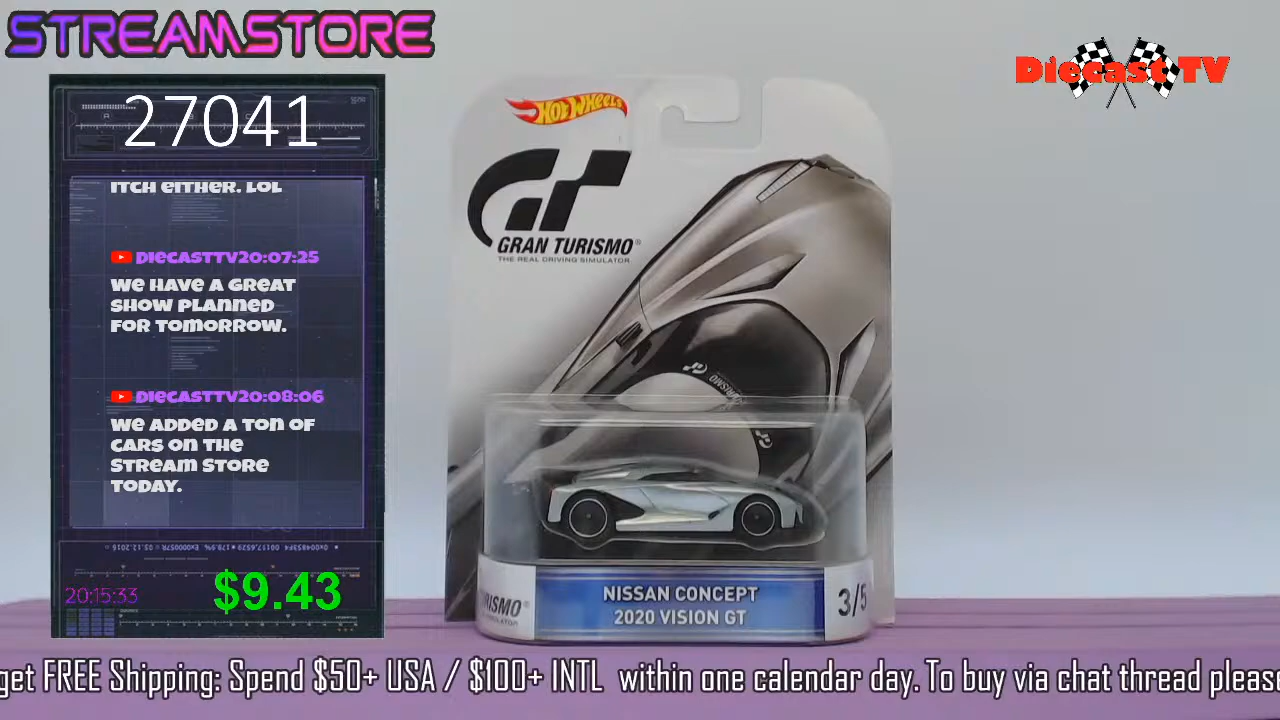 STREAMSTORE
Diecast TV
27041
ITCH EITHER. LOL
DIECASTTV20:07:25
WE HAVE A GREAT
SHOW PLANNED
FOR TOMORROW.
DIECASTTV20:08:06
WE ADDED A TON OF
CARS ON THE
STREAM STORE
TODAY.
20:15:33
$9.43
HOT WHEELS
GT
GRAN TURISMO®
THE REAL DRIVING SIMULATOR
RISMO®
NISSAN CONCEPT
2020 VISION GT
3/5
get FREE Shipping: Spend $50+ USA / $100+ INTL within one calendar day. To buy via chat thread please